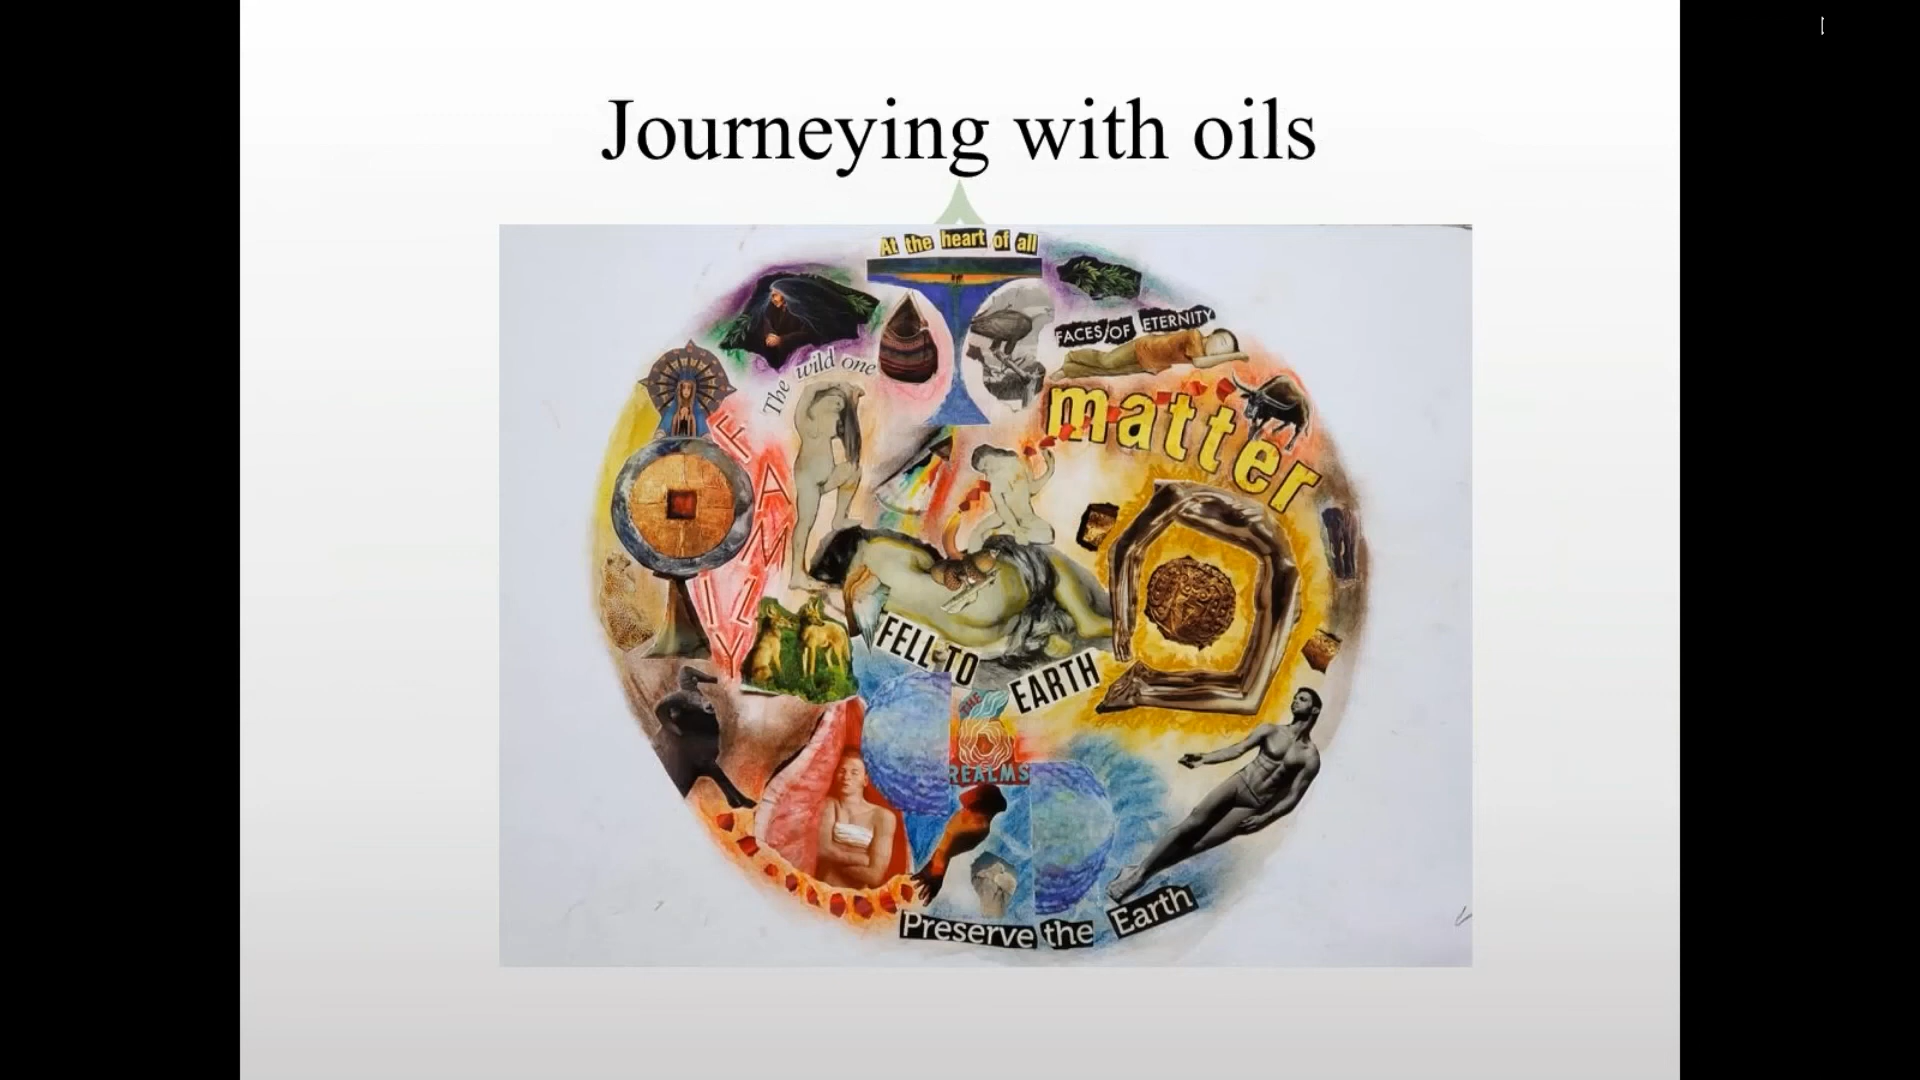 Journeying with oils
At the heart of all
FACES OF ETERNITY
The wild one
matter
FAMILY
FELL TO
EARTH
THE
REALMS
Preserve the Earth